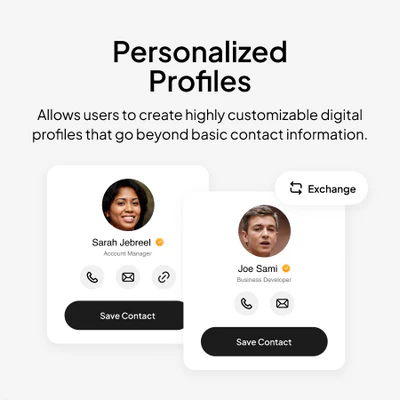 Personalized
Profiles
Allows users to create highly customizable digital
profiles that go beyond basic contact information.
Exchange
Sarah Jebreel
Account Manager
Save Contact
Joe Sami
Business Developer
Save Contact